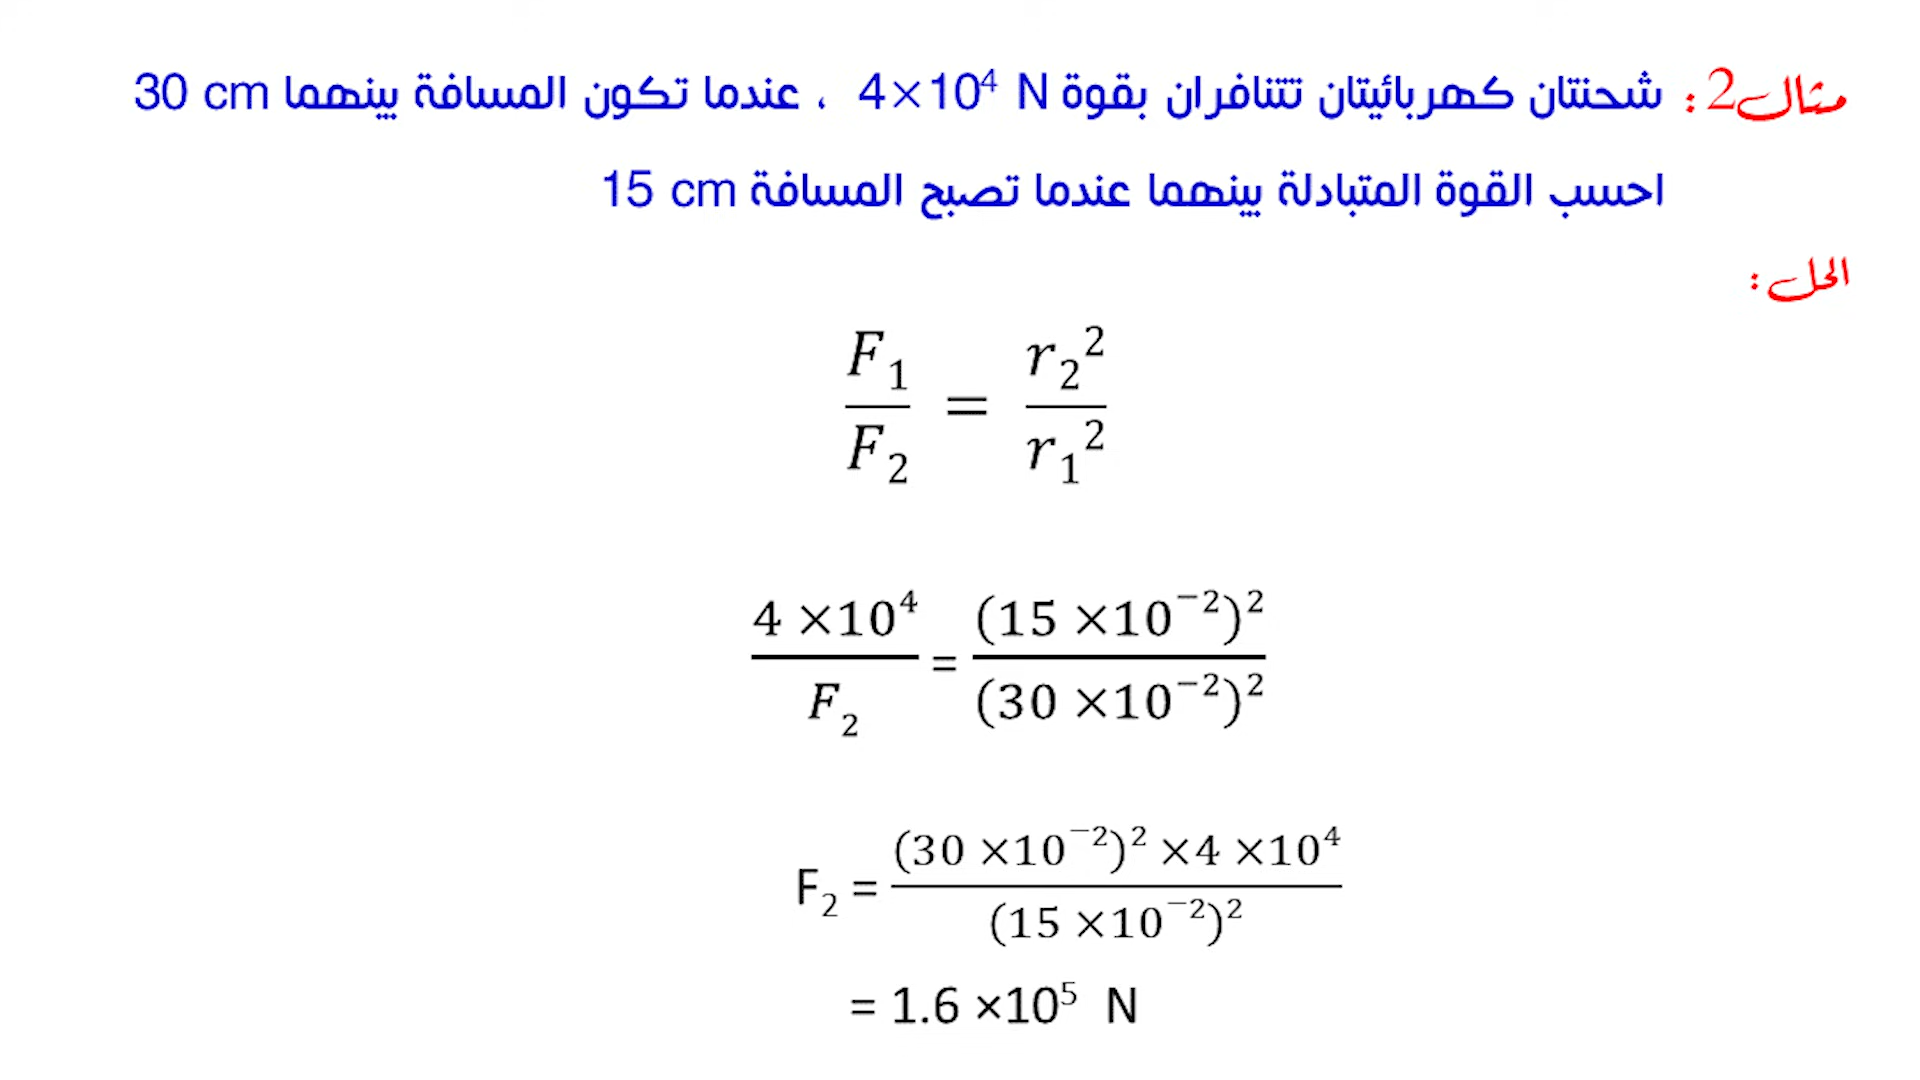 مثال2 : شحنتان كهربائيتان تتنافران بقوة 4×10⁴ N ، عندما تكون المسافة بينهما 30 cm
احسب القوة المتبادلة بينهما عندما تصبح المسافة 15 cm
الحل :
F₁/F₂ = r₂²/r₁²
4 ×10⁴/F₂ = (15 ×10⁻²)²/(30 ×10⁻²)²
F₂ = (30 ×10⁻²)² ×4 ×10⁴/(15 ×10⁻²)²
= 1.6 ×10⁵ N